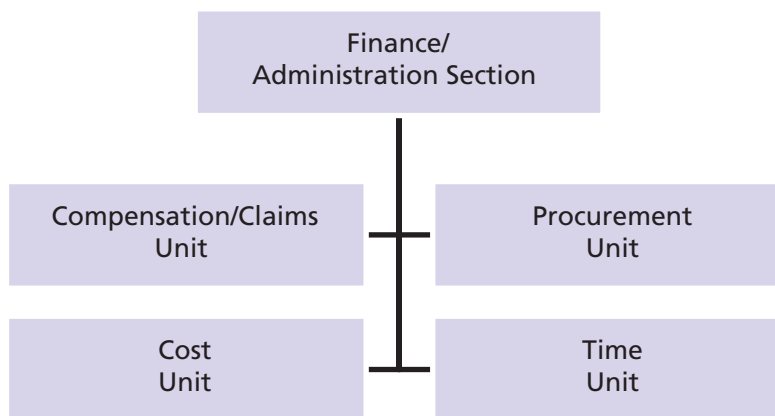 Finance/
Administration Section
Compensation/Claims
Unit
Procurement
Unit
Cost
Unit
Time
Unit